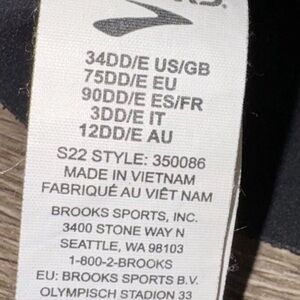 34DD/E US/GB
75DD/E EU
90DD/E ES/FR
3DD/E IT
12DD/E AU
S22 STYLE: 350086
MADE IN VIETNAM
FABRIQUÉ AU VIÊT NAM
BROOKS SPORTS, INC.
3400 STONE WAY N
SEATTLE, WA 98103
1-800-2-BROOKS
EU: BROOKS SPORTS B.V.
OLYMPISCH STADION 33